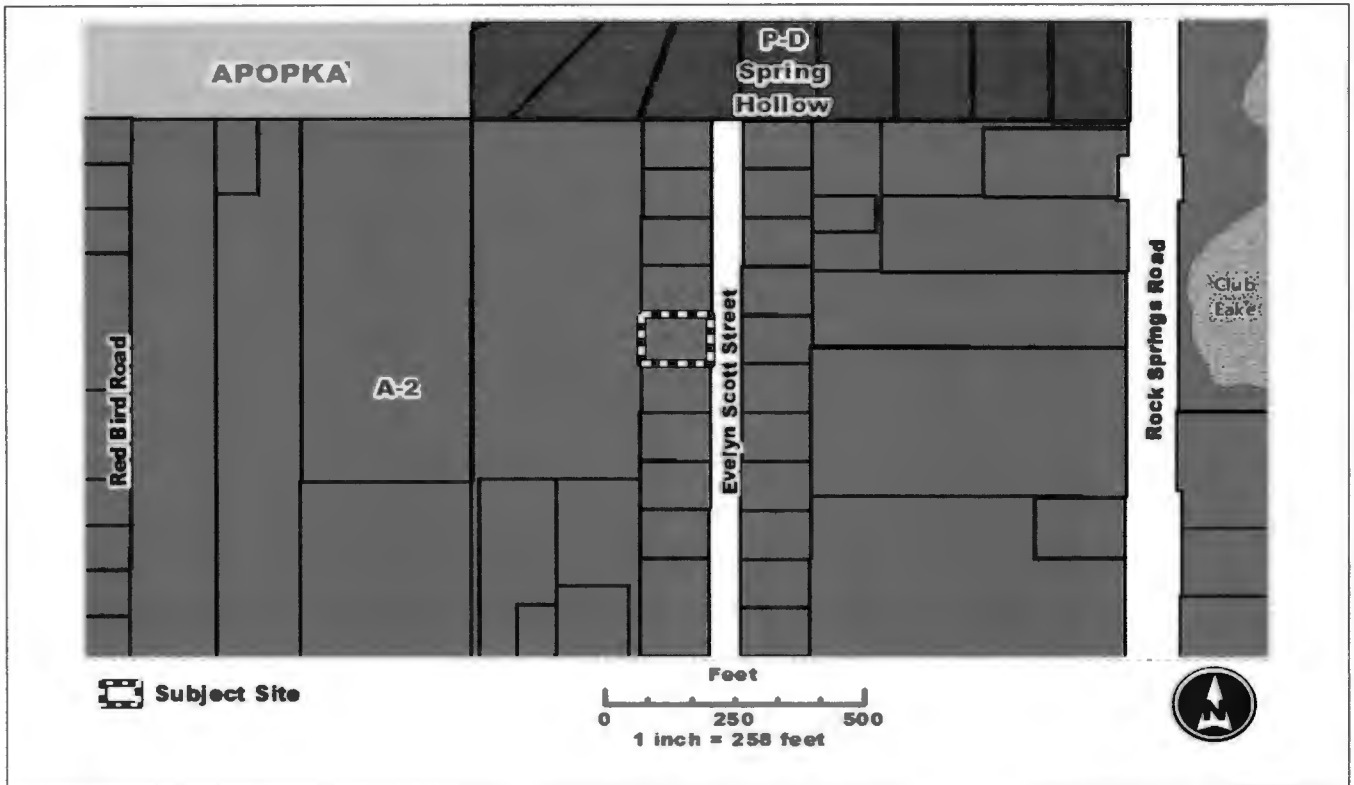 APOPKA
P-D
Spring
Hollow
A-2
Red Bird Road
Evelyn Scott Street
Rock Springs Road
Club
Lake
Subject Site
Feet
0 250 500
1 inch = 258 feet
N